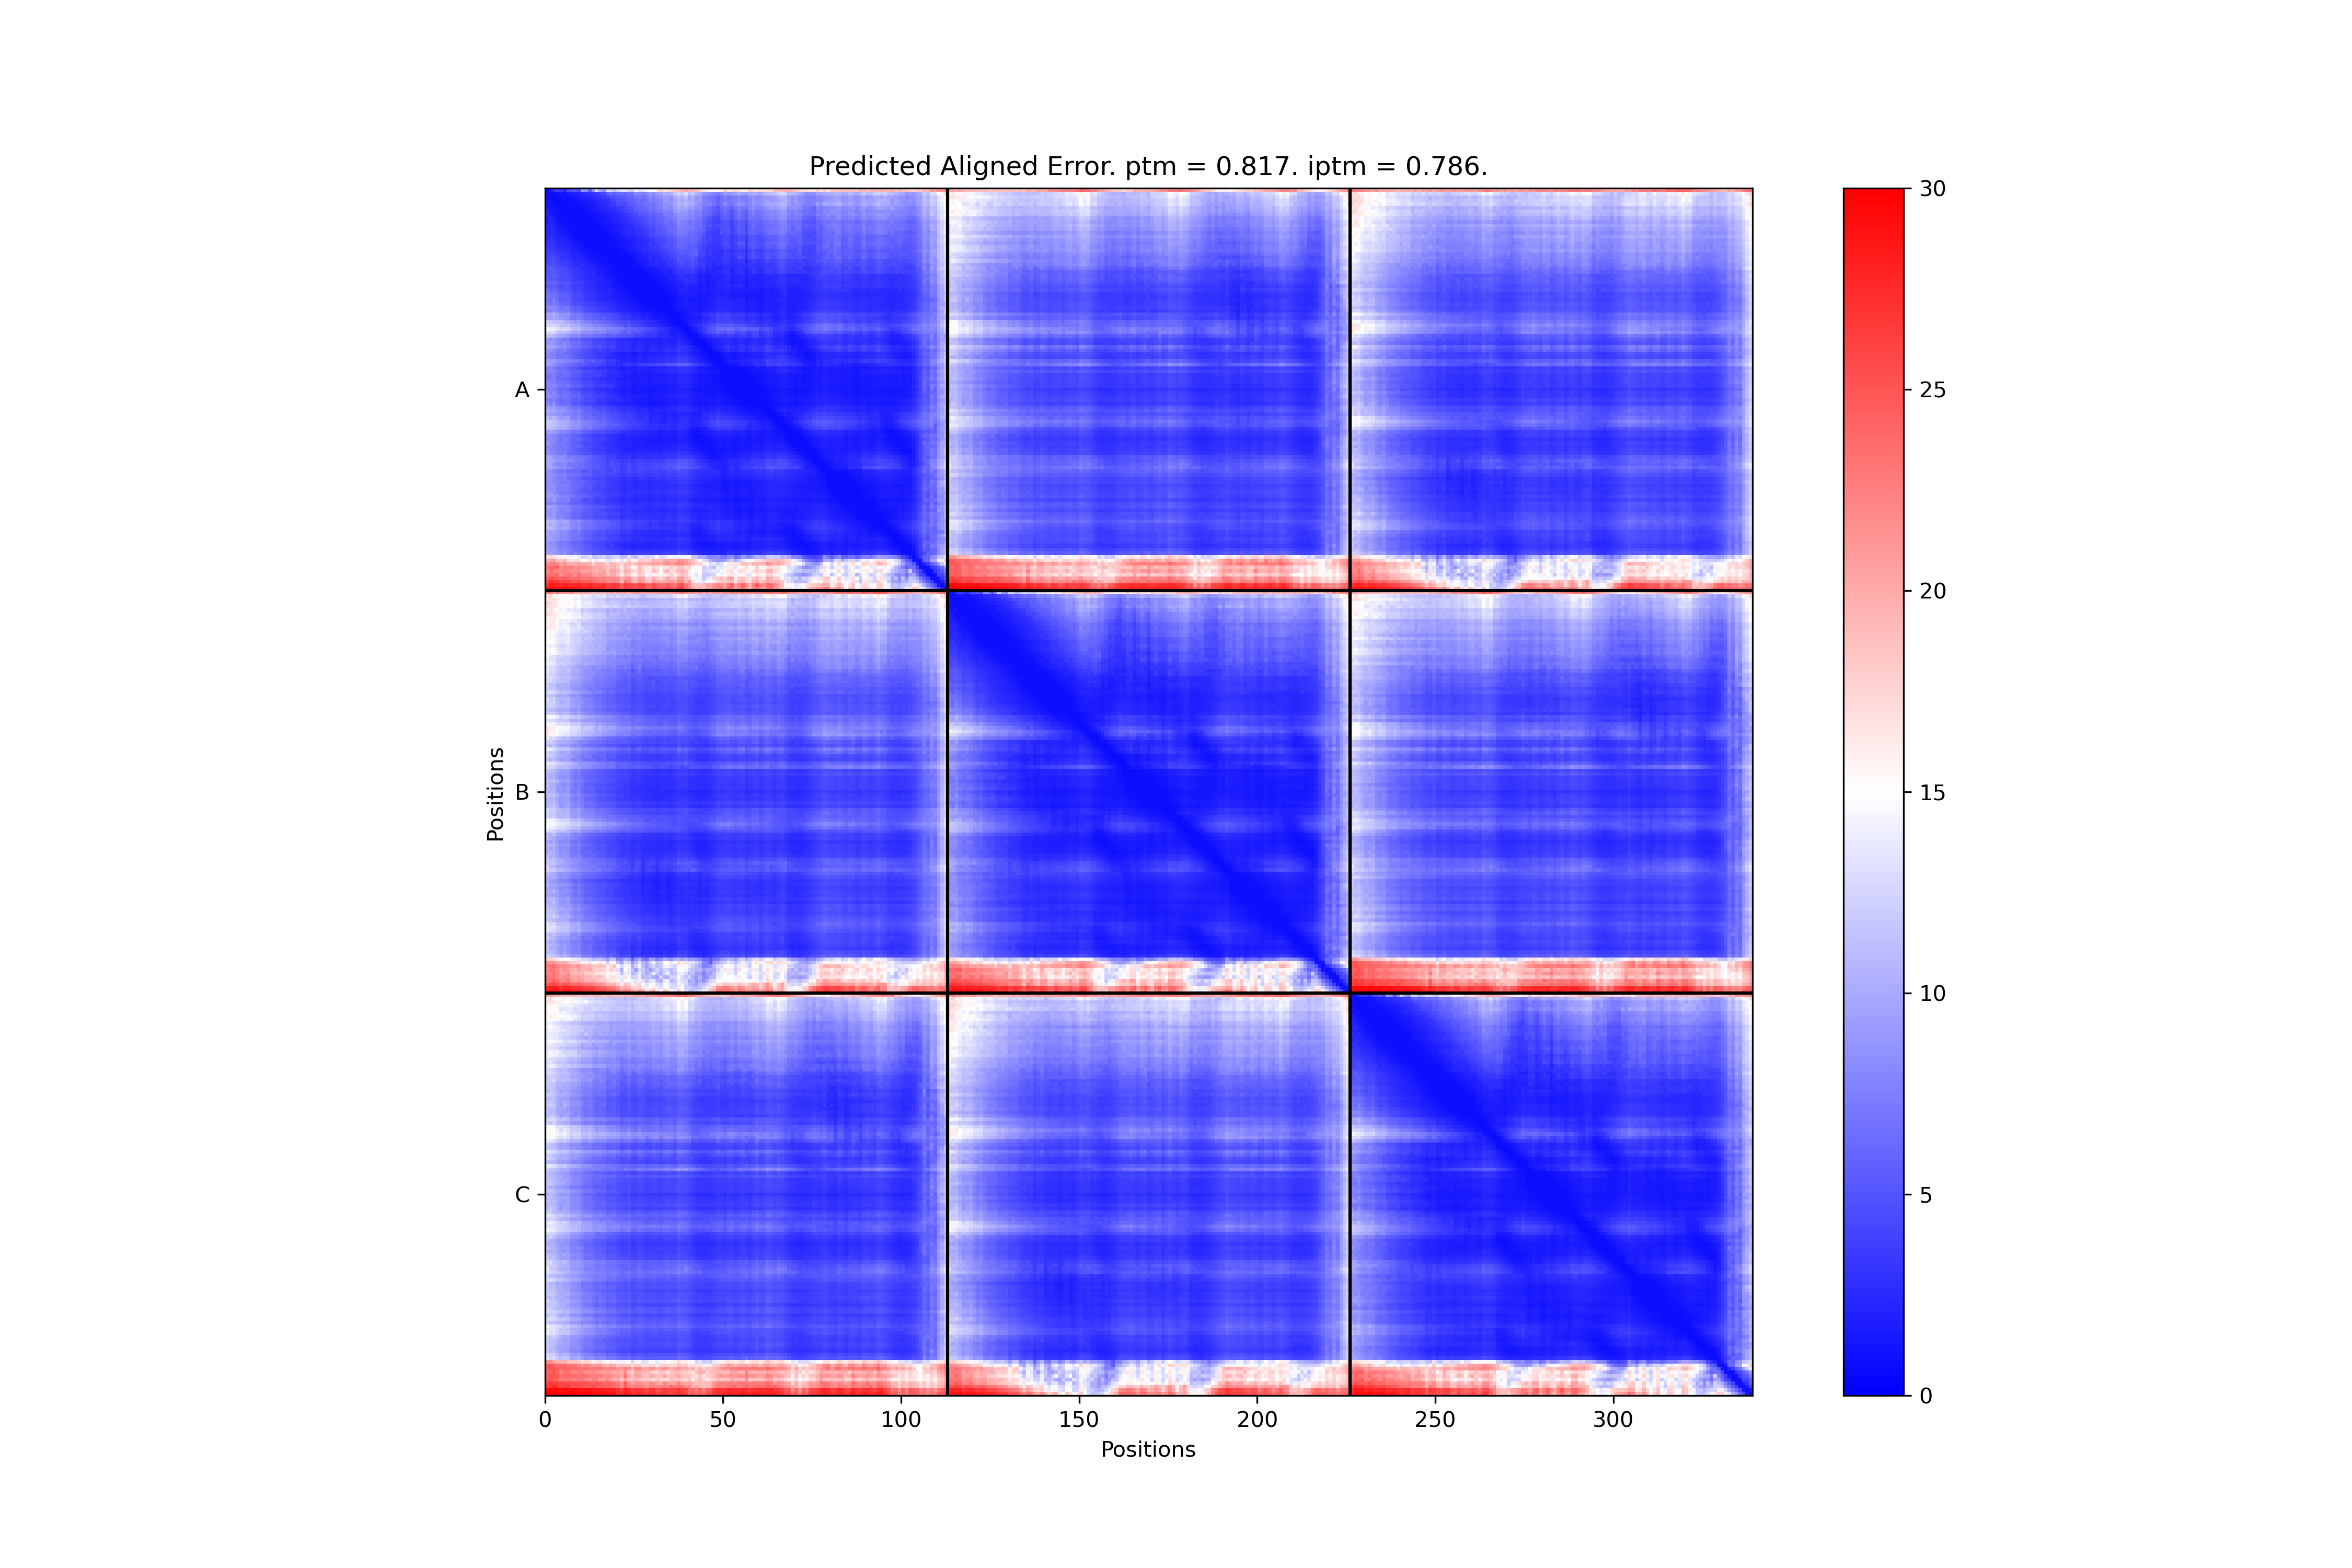 Predicted Aligned Error. ptm = 0.817. iptm = 0.786.
A
B
C
Positions
0 50 100 150 200 250 300
Positions
30
25
20
15
10
5
0